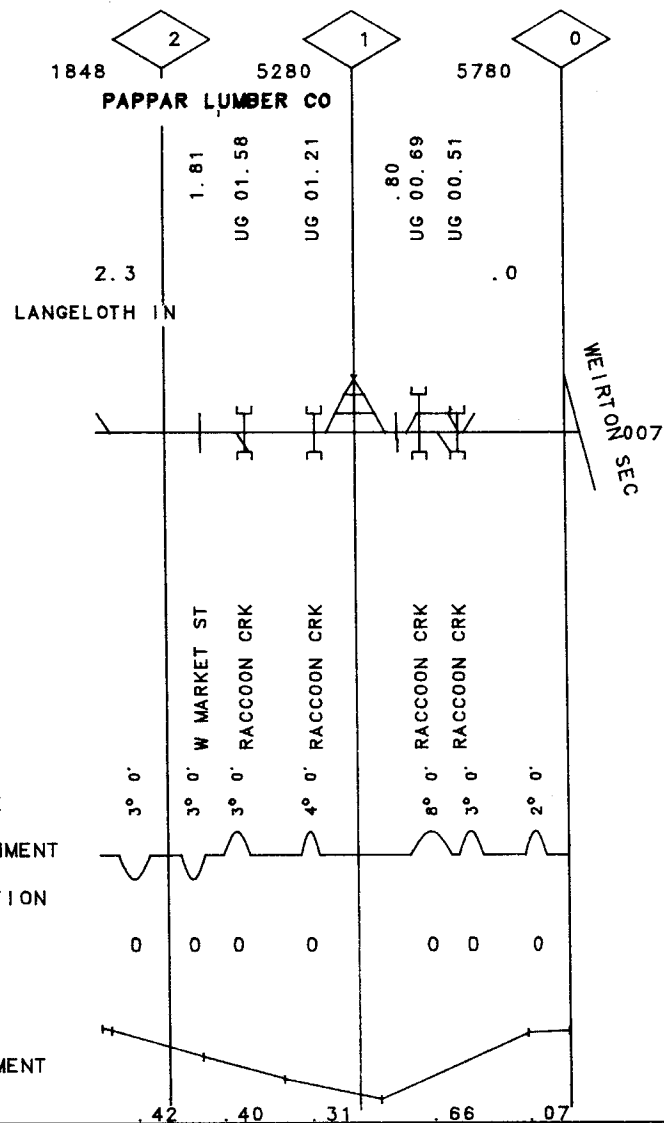 2 1 0
1848 5280 5780
PAPPAR LUMBER CO
1.81
UG 01.58
UG 01.21
.80
UG 00.69
UG 00.51
2.3 .0
LANGELOTH IN
WEIRTON SEC
007
W MARKET ST
RACCOON CRK
RACCOON CRK
RACCOON CRK
RACCOON CRK
3° 0'
3° 0'
3° 0'
4° 0'
8° 0'
3° 0'
2° 0'
NMENT
TION
0 0 0 0 0 0 0
MENT
.42 .40 .31 .66 .07